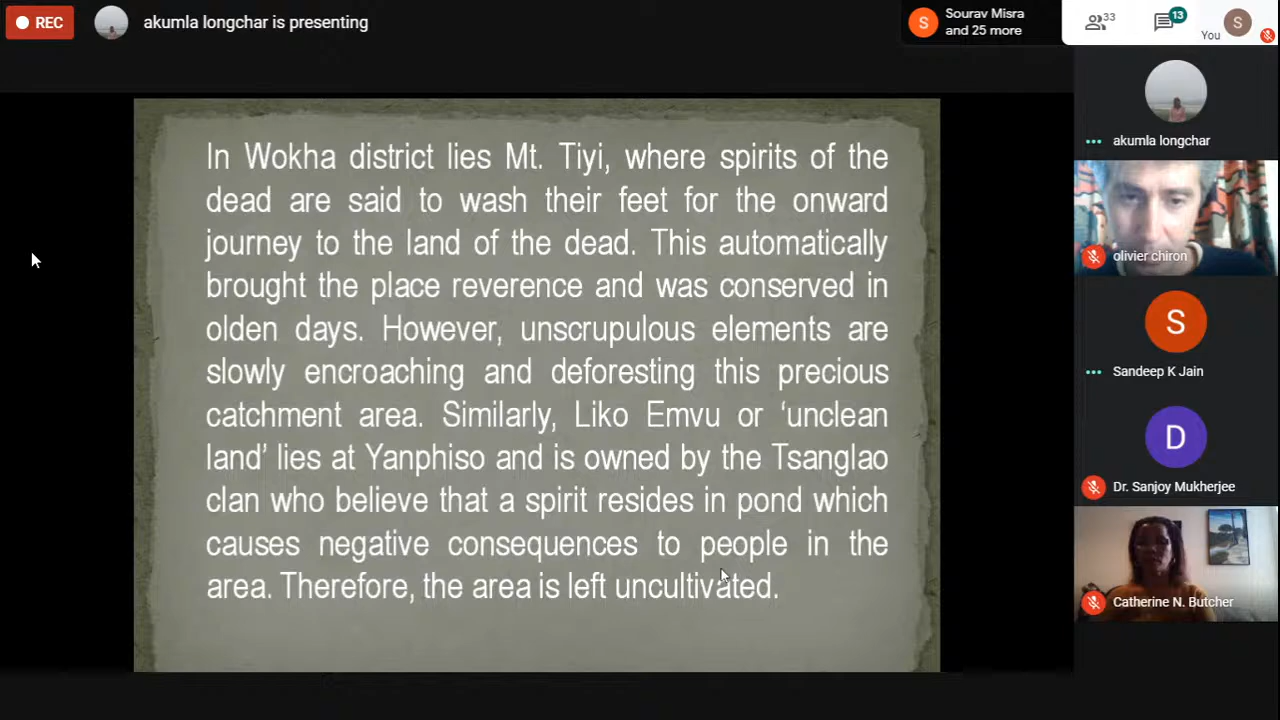 REC
akumla longchar is presenting
Sourav Misra
and 25 more
33
13
You
S
In Wokha district lies Mt. Tiyi, where spirits of the
dead are said to wash their feet for the onward
journey to the land of the dead. This automatically
brought the place reverence and was conserved in
olden days. However, unscrupulous elements are
slowly encroaching and deforesting this precious
catchment area. Similarly, Liko Emvu or ‘unclean
land’ lies at Yanphiso and is owned by the Tsanglao
clan who believe that a spirit resides in pond which
causes negative consequences to people in the
area. Therefore, the area is left uncultivated.
akumla longchar
olivier chiron
S
Sandeep K Jain
D
Dr. Sanjoy Mukherjee
Catherine N. Butcher